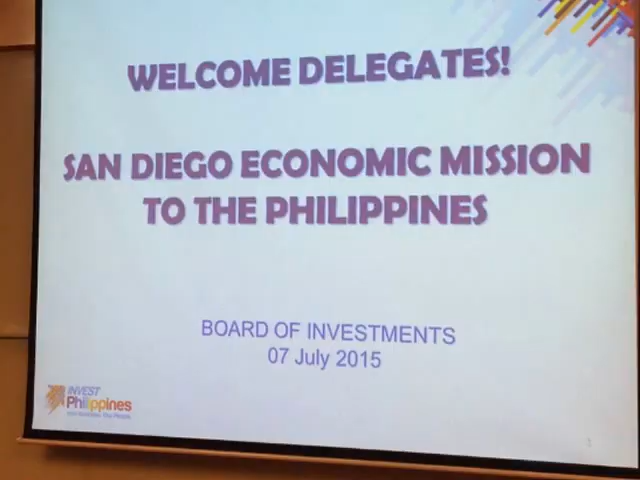 WELCOME DELEGATES!
SAN DIEGO ECONOMIC MISSION
TO THE PHILIPPINES
BOARD OF INVESTMENTS
07 July 2015
INVEST
Philippines